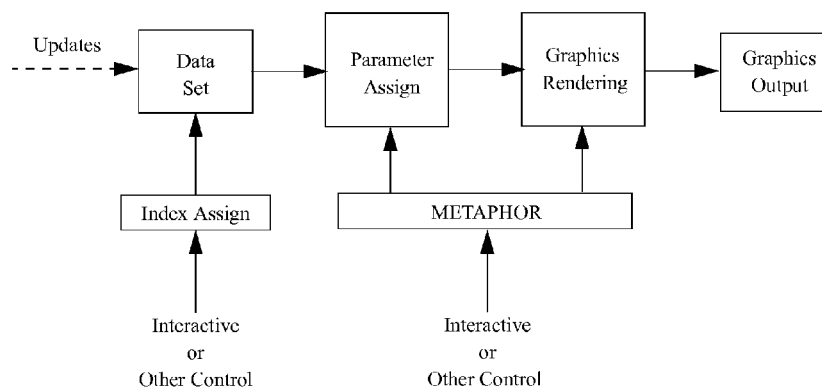 Updates
Data
Set
Parameter
Assign
Graphics
Rendering
Graphics
Output
Index Assign
METAPHOR
Interactive
or
Other Control
Interactive
or
Other Control